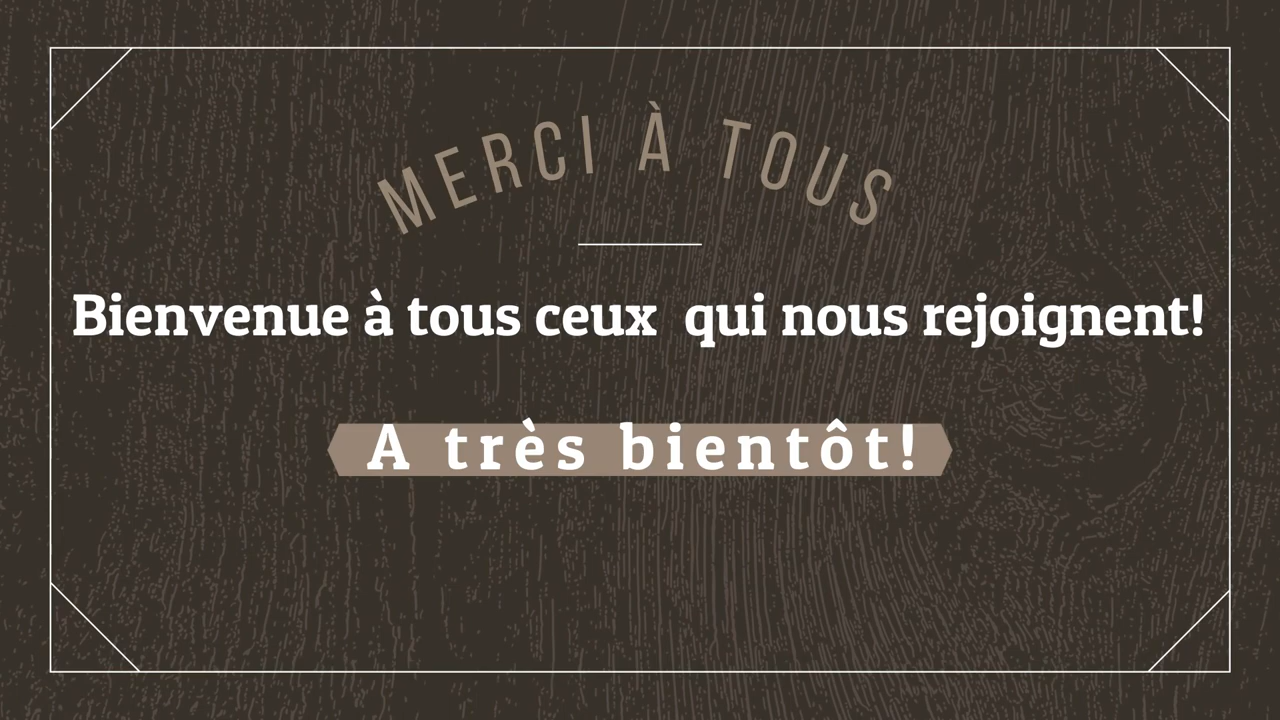 MERCI À TOUS
Bienvenue à tous ceux  qui nous rejoignent!
A très bientôt!